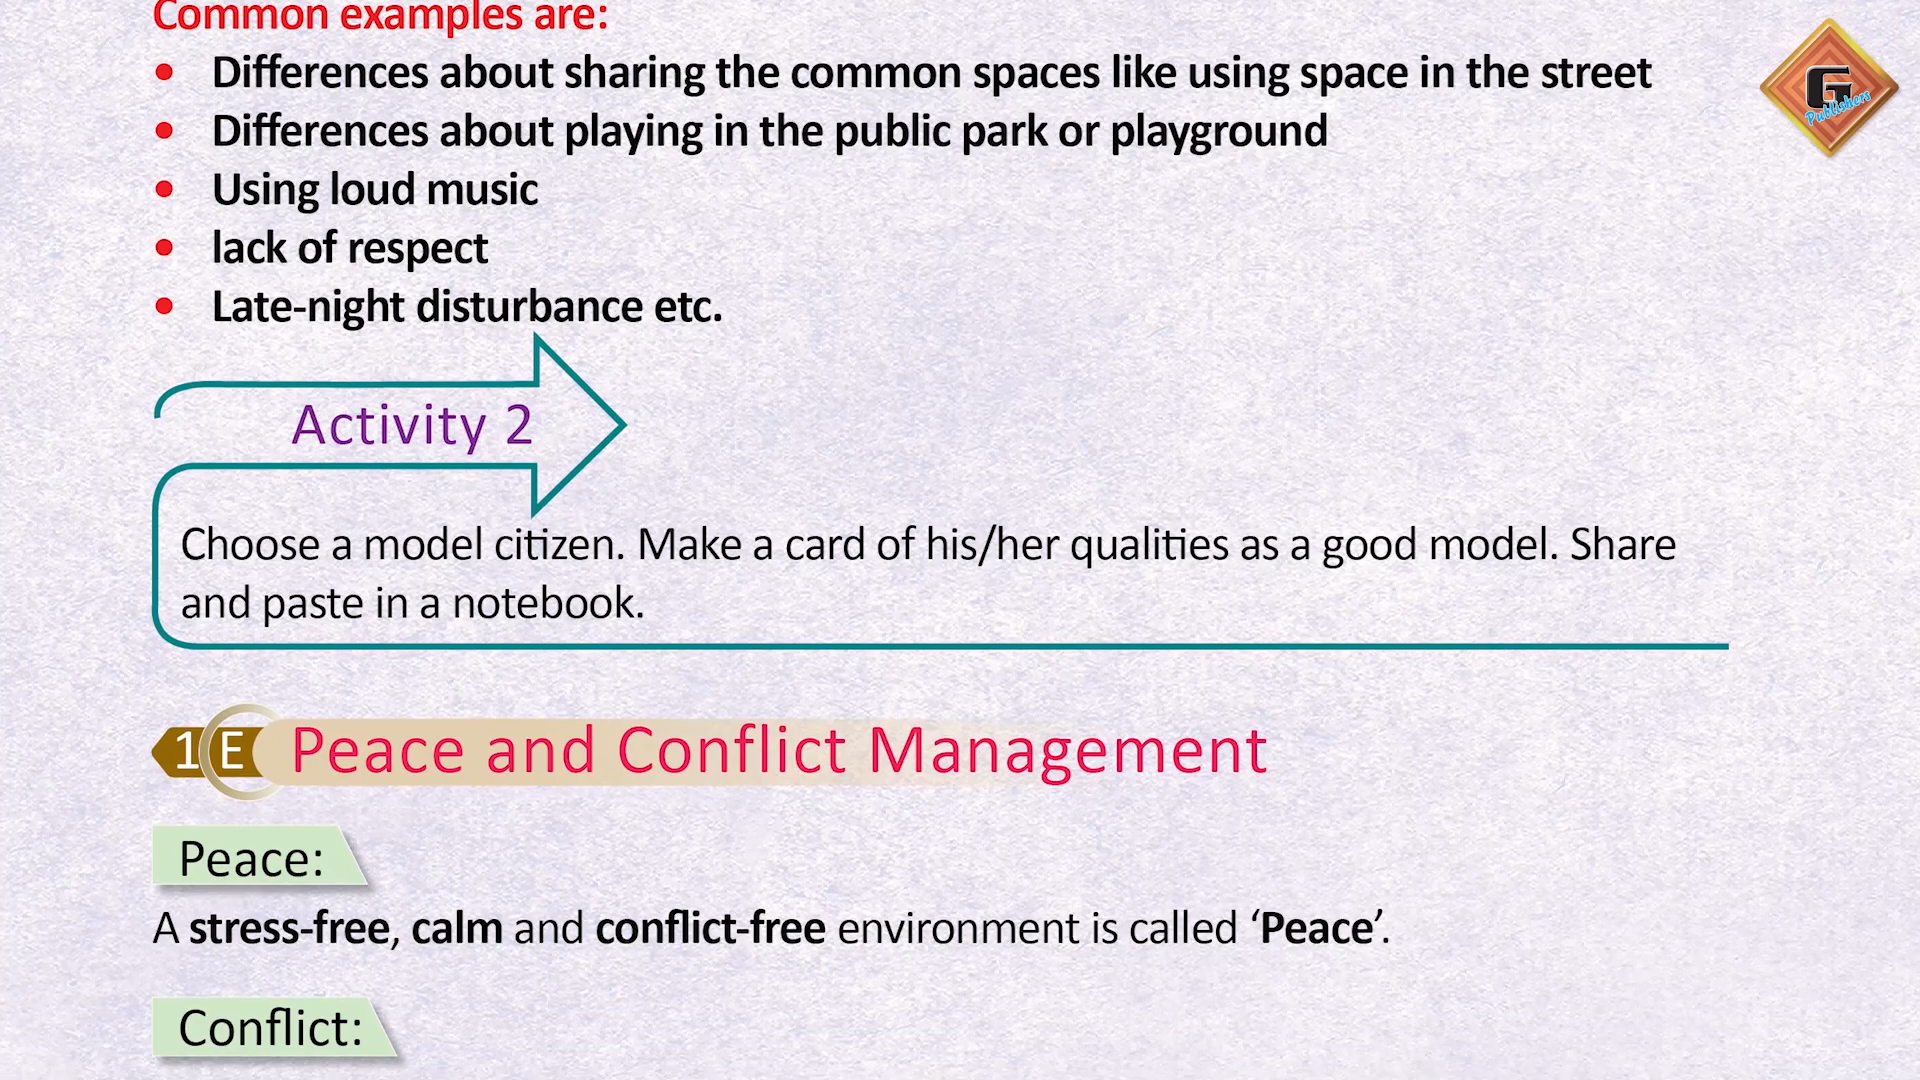 Common examples are:
• Differences about sharing the common spaces like using space in the street
• Differences about playing in the public park or playground
• Using loud music
• lack of respect
• Late-night disturbance etc.
G
Publishers
Activity 2
Choose a model citizen. Make a card of his/her qualities as a good model. Share
and paste in a notebook.
1 E Peace and Conflict Management
Peace:
A stress-free, calm and conflict-free environment is called ‘Peace’.
Conflict: